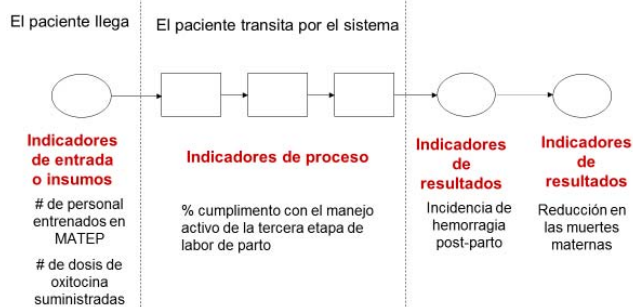 El paciente llega
El paciente transita por el sistema
Indicadores
de entrada
o insumos
# de personal
entrenados en
MATEP
# de dosis de
oxitocina
suministradas
Indicadores de proceso
% cumplimento con el manejo
activo de la tercera etapa de
labor de parto
Indicadores
de
resultados
Incidencia de
hemorragia
post-parto
Indicadores
de
resultados
Reducción en
las muertes
maternas